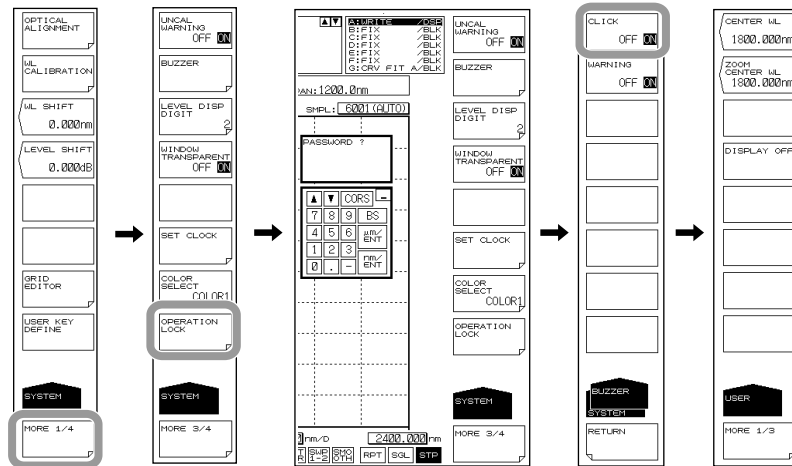 OPTICAL
ALIGNMENT
WL
CALIBRATION
WL SHIFT
0.000nm
LEVEL SHIFT
0.000dB
GRID
EDITOR
USER KEY
DEFINE
SYSTEM
MORE 1/4
UNCAL
WARNING
OFF ON
BUZZER
LEVEL DISP
DIGIT
2
WINDOW
TRANSPARENT
OFF ON
SET CLOCK
COLOR
SELECT
COLOR1
OPERATION
LOCK
SYSTEM
MORE 3/4
▲ ▼
A:WRITE /DSP
B:FIX /BLK
C:FIX /BLK
D:FIX /BLK
E:FIX /BLK
F:FIX /BLK
G:CRV FIT A/BLK
AN:1200.0nm
SMPL: 6001(AUTO)
PASSWORD ?
▲ ▼ CORS –
7 8 9 BS
4 5 6 μm/ENT
1 2 3
0 . - nm/ENT
nm/D 2400.000 nm
SWP
1-2
SMO
OTH
RPT SGL STP
UNCAL
WARNING
OFF ON
BUZZER
LEVEL DISP
DIGIT
2
WINDOW
TRANSPARENT
OFF ON
SET CLOCK
COLOR
SELECT
COLOR1
OPERATION
LOCK
SYSTEM
MORE 3/4
CLICK
OFF ON
WARNING
OFF ON
BUZZER
SYSTEM
RETURN
CENTER WL
1800.000nm
ZOOM
CENTER WL
1800.000nm
DISPLAY OFF
USER
MORE 1/3